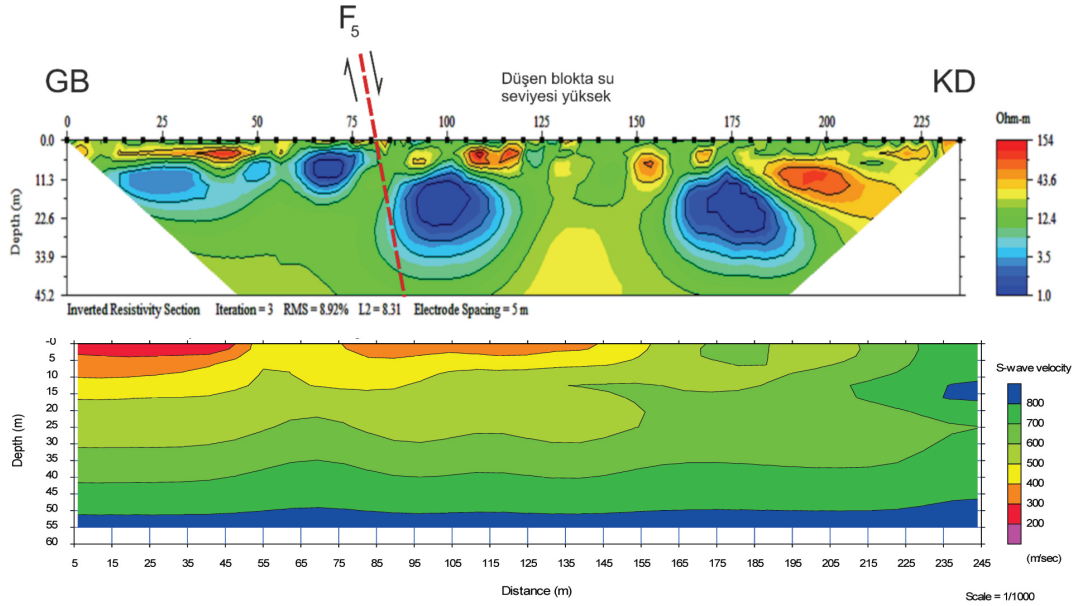 F5
GB
Düşen blokta su
seviyesi yüksek
KD
0 25 50 75 100 125 150 175 200 225
Ohm-m
Depth (m)
0.0
11.3
22.6
33.9
45.2
154
43.6
12.4
3.5
1.0
Inverted Resistivity Section Iteration = 3 RMS = 8.92% L2 = 8.31 Electrode Spacing = 5 m
Depth (m)
-0
5
10
15
20
25
30
35
40
45
50
55
60
S-wave velocity
800
700
600
500
400
300
200
(m/sec)
5 15 25 35 45 55 65 75 85 95 105 115 125 135 145 155 165 175 185 195 205 215 225 235 245
Distance (m)
Scale = 1/1000